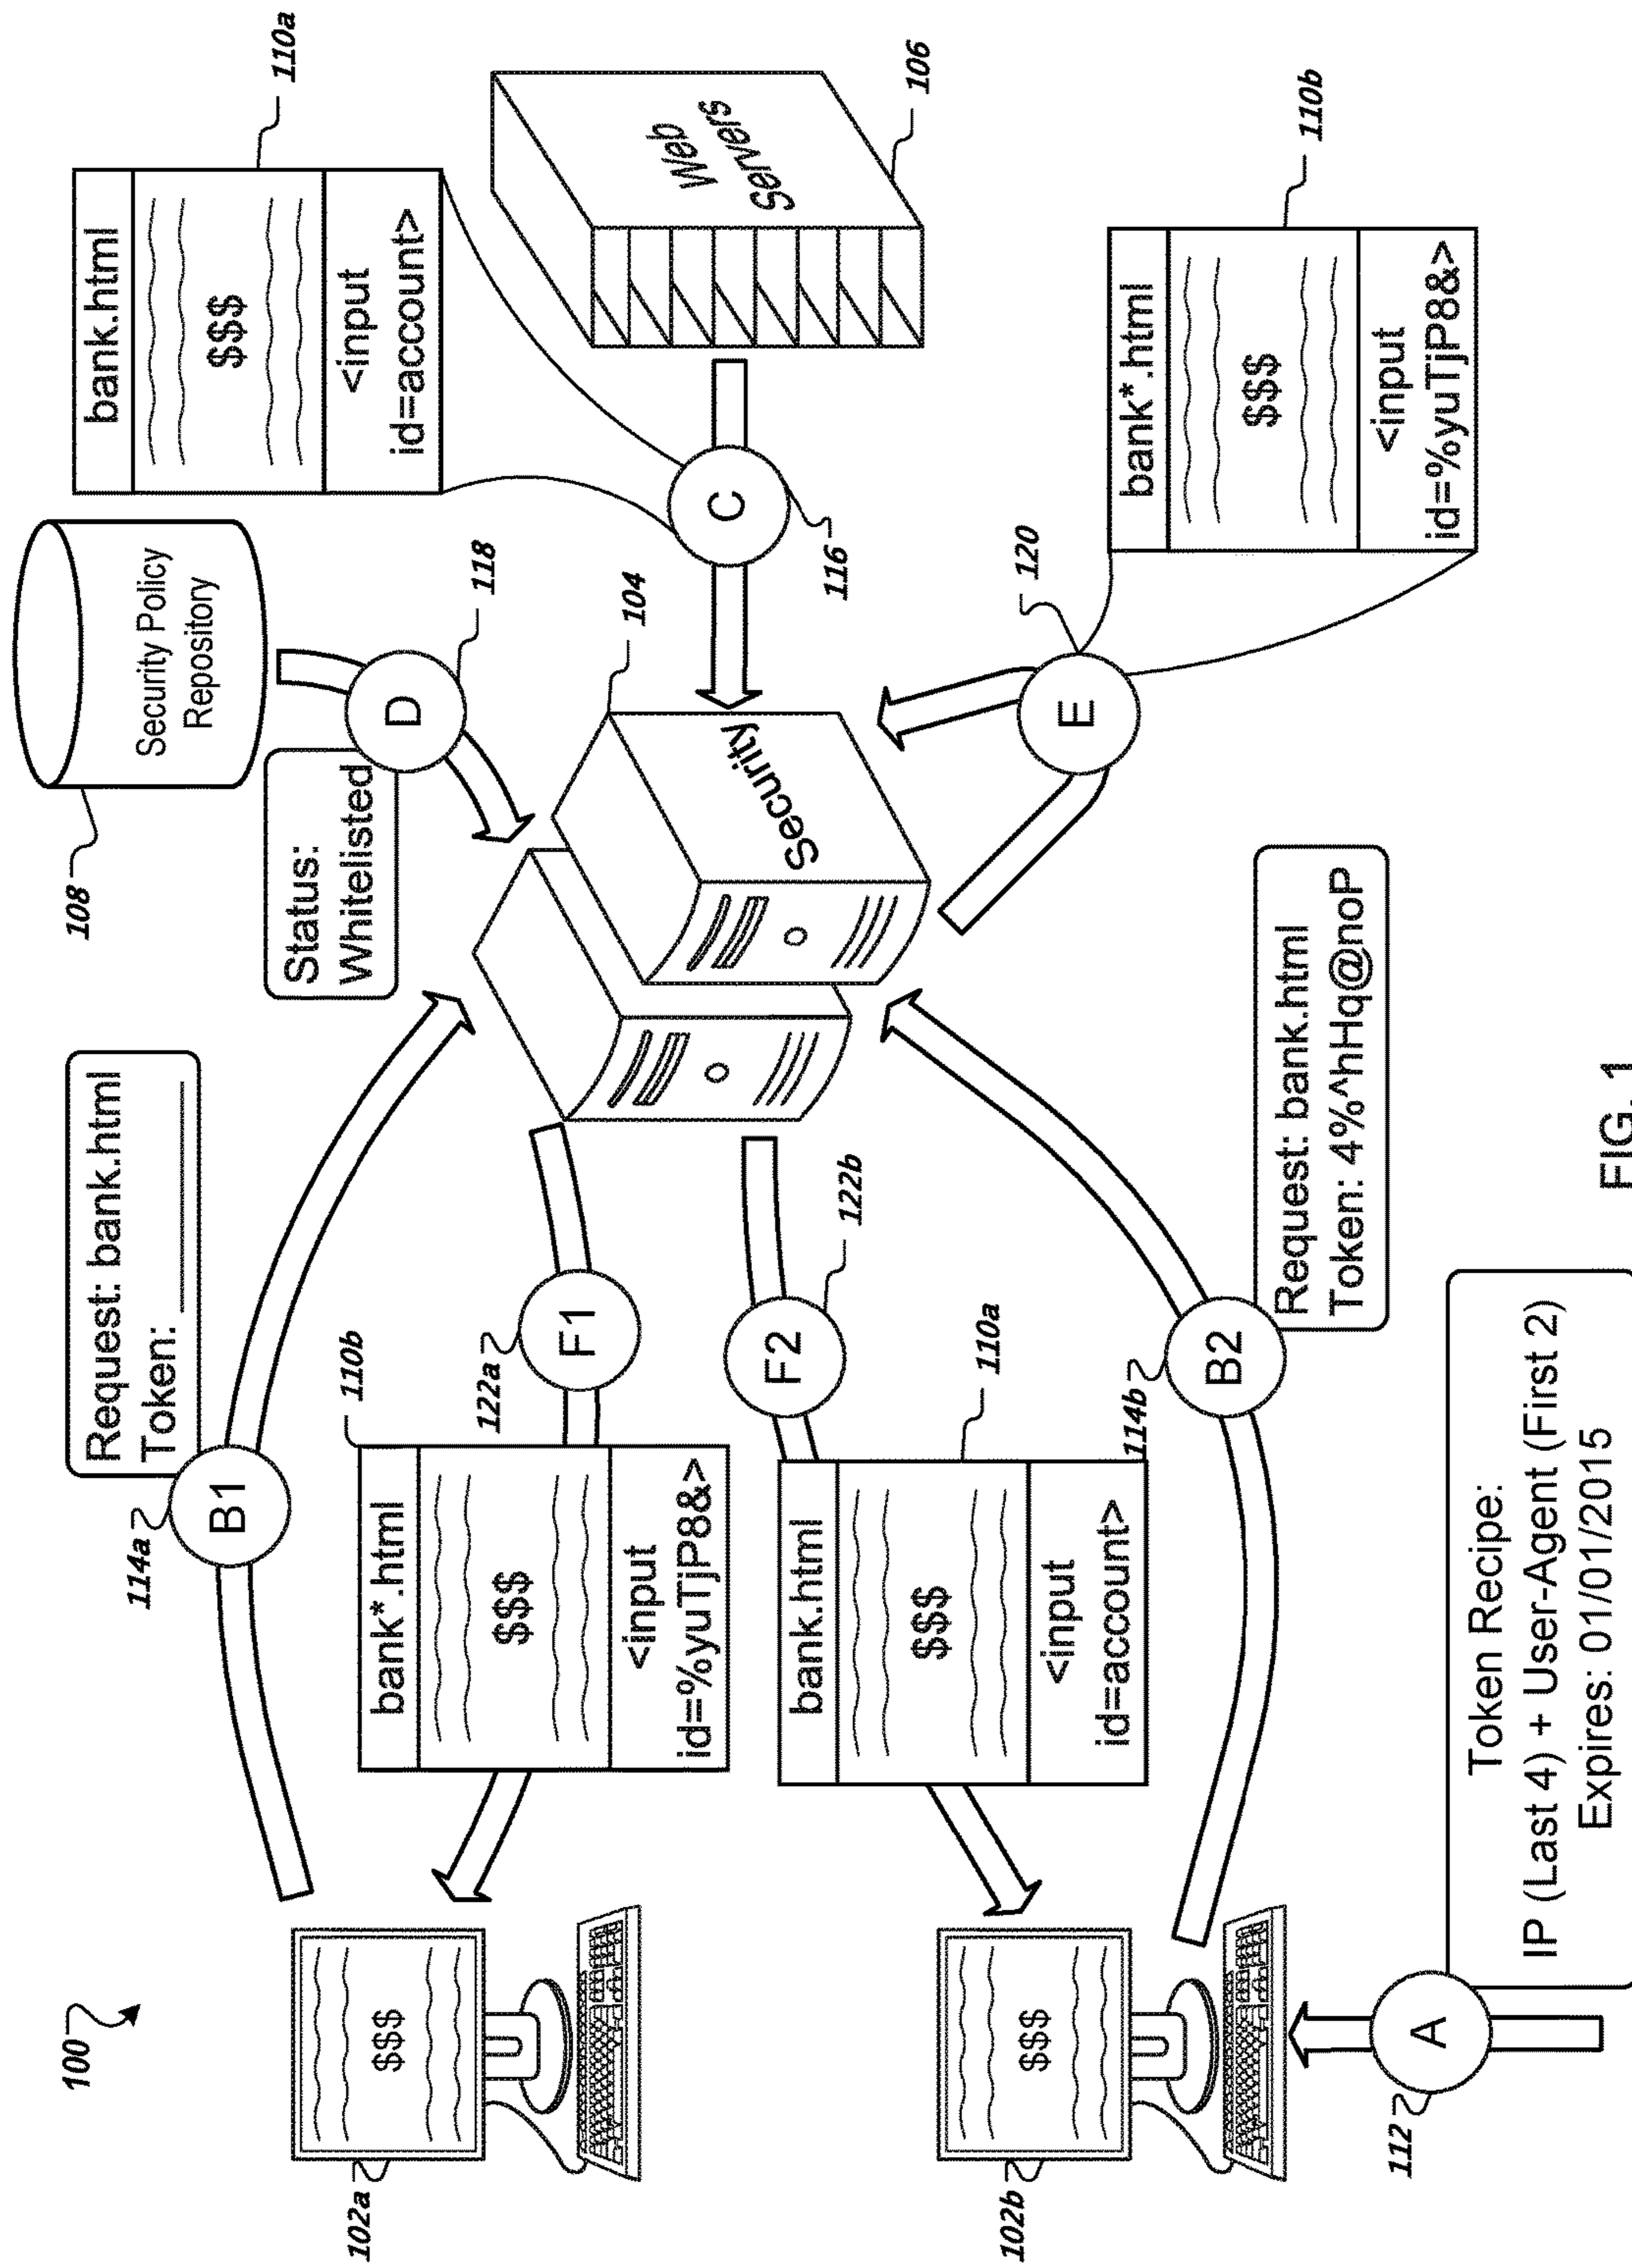 100
102a
$$$
102b
$$$
112
A
Token Recipe:
IP (Last 4) + User-Agent (First 2)
Expires: 01/01/2015
114a
B1
Request: bank.html
Token:
110b
bank*.html
$$$
<input
id=%yuTjP8&>
122a
F1
bank.html
$$$
<input
id=account>
110a
F2
122b
114b
B2
Request: bank.html
Token: 4%^hHq@noP
108
Security Policy
Repository
Status:
Whitelisted
D
118
104
Security
C
116
E
120
bank.html
$$$
<input
id=account>
110a
Web
Servers
106
bank*.html
$$$
<input
id=%yuTjP8&>
110b
FIG. 1